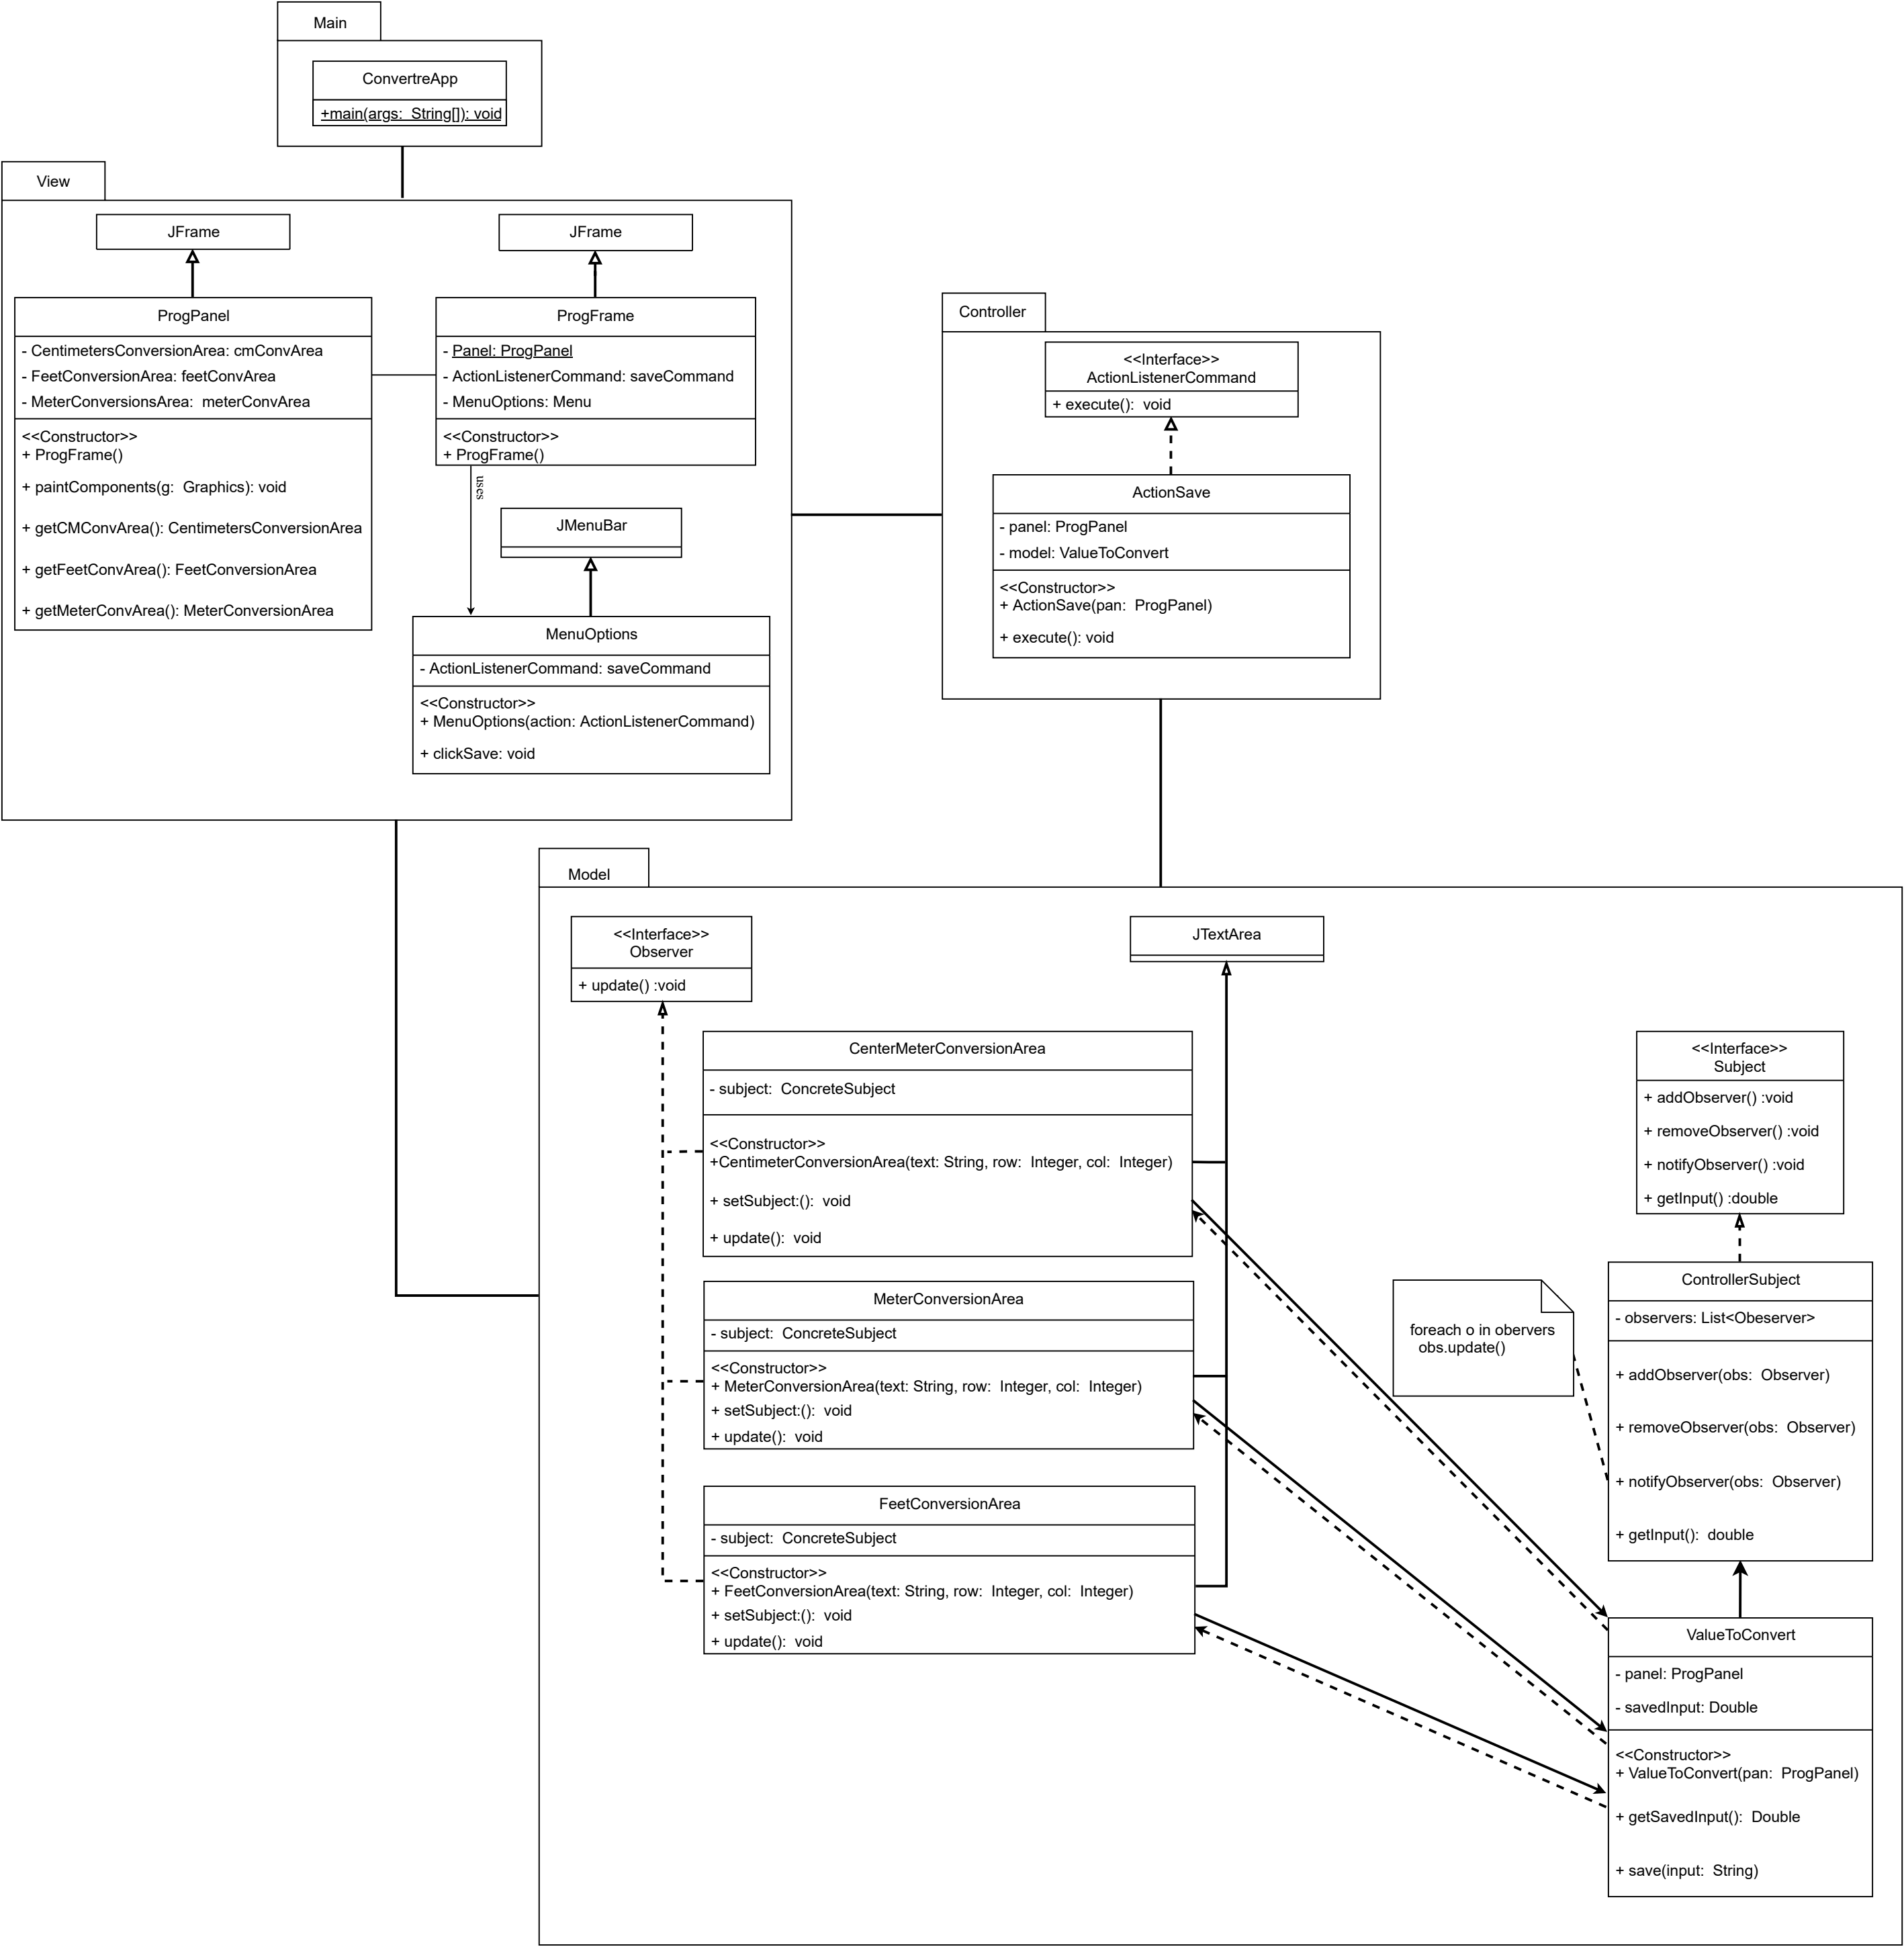 Main
ConvertreApp
+main(args:  String[]): void
View
JFrame
JFrame
ProgPanel
- CentimetersConversionArea: cmConvArea
- FeetConversionArea: feetConvArea
- MeterConversionsArea:  meterConvArea
<<Constructor>>
+ ProgFrame()
+ paintComponents(g:  Graphics): void
+ getCMConvArea(): CentimetersConversionArea
+ getFeetConvArea(): FeetConversionArea
+ getMeterConvArea(): MeterConversionArea
ProgFrame
- Panel: ProgPanel
- ActionListenerCommand: saveCommand
- MenuOptions: Menu
<<Constructor>>
+ ProgFrame()
uses
JMenuBar
MenuOptions
- ActionListenerCommand: saveCommand
<<Constructor>>
+ MenuOptions(action: ActionListenerCommand)
+ clickSave: void
Controller
<<Interface>>
ActionListenerCommand
+ execute():  void
ActionSave
- panel: ProgPanel
- model: ValueToConvert
<<Constructor>>
+ ActionSave(pan:  ProgPanel)
+ execute(): void
Model
<<Interface>>
Observer
+ update() :void
JTextArea
CenterMeterConversionArea
- subject:  ConcreteSubject
<<Constructor>>
+CentimeterConversionArea(text: String, row:  Integer, col:  Integer)
+ setSubject:():  void
+ update():  void
MeterConversionArea
- subject:  ConcreteSubject
<<Constructor>>
+ MeterConversionArea(text: String, row:  Integer, col:  Integer)
+ setSubject:():  void
+ update():  void
FeetConversionArea
- subject:  ConcreteSubject
<<Constructor>>
+ FeetConversionArea(text: String, row:  Integer, col:  Integer)
+ setSubject:():  void
+ update():  void
<<Interface>>
Subject
+ addObserver() :void
+ removeObserver() :void
+ notifyObserver() :void
+ getInput() :double
foreach o in obervers
obs.update()
ControllerSubject
- observers: List<Obeserver>
+ addObserver(obs:  Observer)
+ removeObserver(obs:  Observer)
+ notifyObserver(obs:  Observer)
+ getInput():  double
ValueToConvert
- panel: ProgPanel
- savedInput: Double
<<Constructor>>
+ ValueToConvert(pan:  ProgPanel)
+ getSavedInput():  Double
+ save(input:  String)